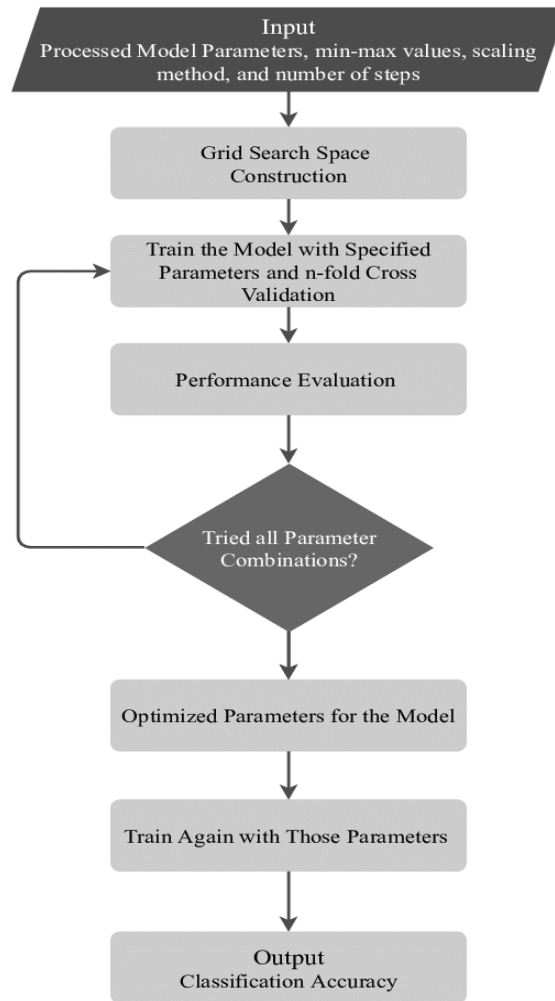 Input
Processed Model Parameters, min-max values, scaling
method, and number of steps
Grid Search Space
Construction
Train the Model with Specified
Parameters and n-fold Cross
Validation
Performance Evaluation
Tried all Parameter
Combinations?
Optimized Parameters for the Model
Train Again with Those Parameters
Output
Classification Accuracy